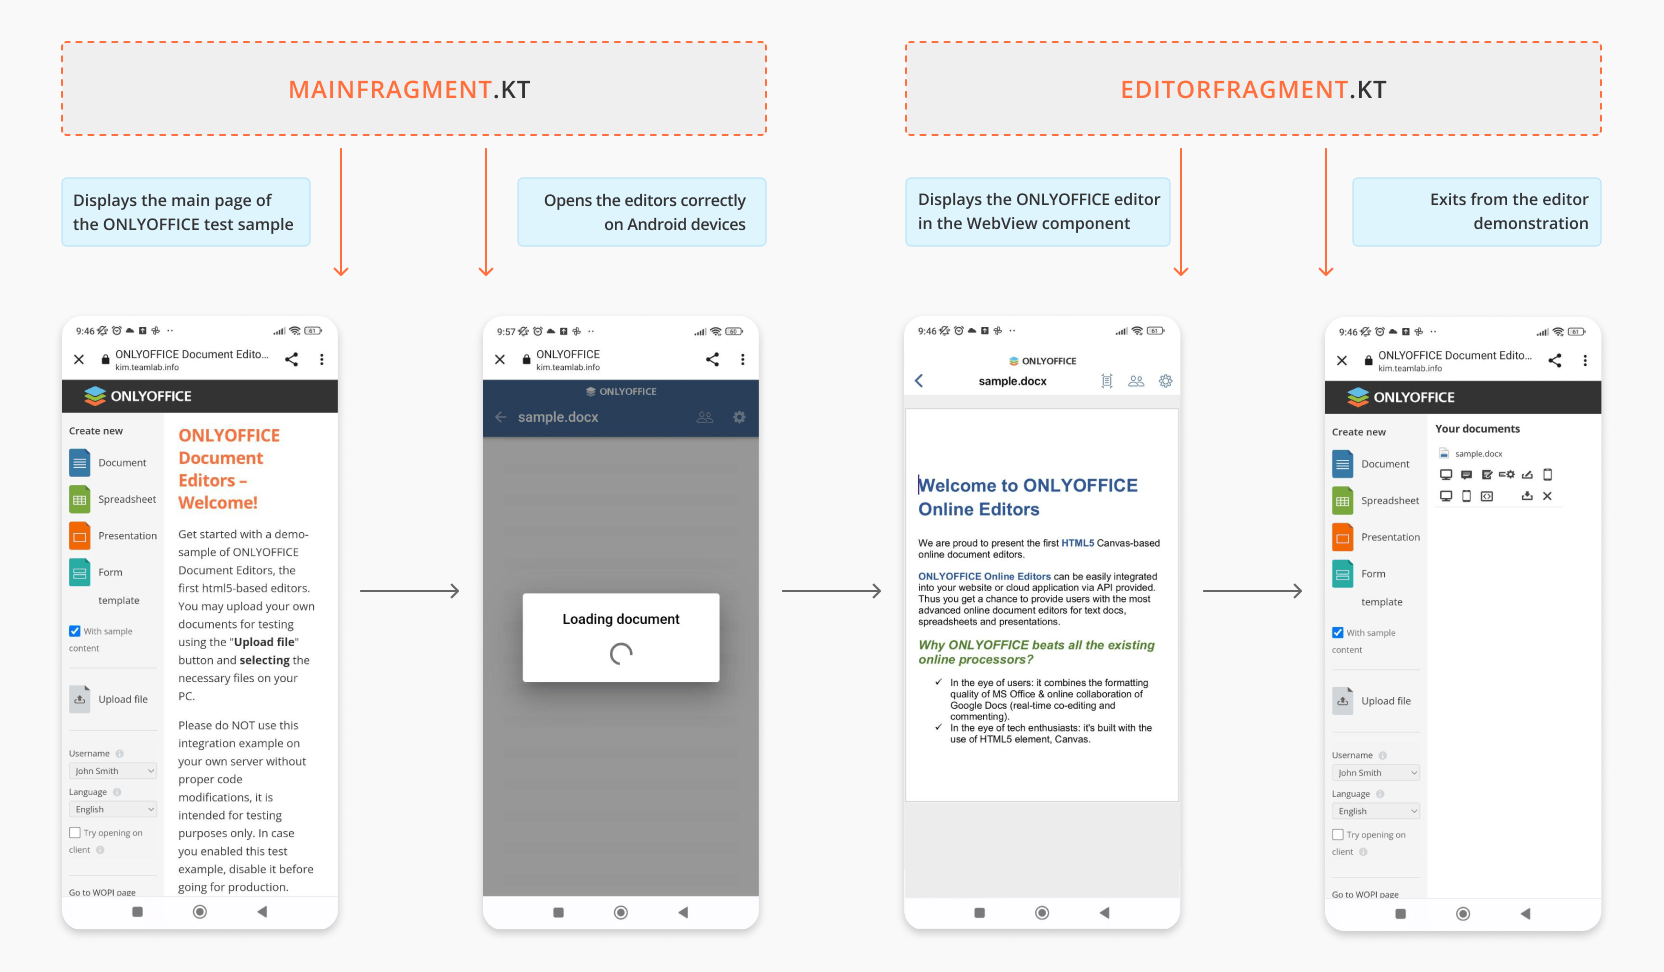 MAINFRAGMENT.KT
EDITORFRAGMENT.KT
Displays the main page of
the ONLYOFFICE test sample
Opens the editors correctly
on Android devices
Displays the ONLYOFFICE editor
in the WebView component
Exits from the editor
demonstration
9:46
61
ONLYOFFICE Document Edito...
kim.teamlab.info
ONLYOFFICE
Create new
Document
Spreadsheet
Presentation
Form
template
With sample
content
Upload file
Username
John Smith
Language
English
Try opening on
client
Go to WOPI page
ONLYOFFICE
Document
Editors –
Welcome!
Get started with a demo-
sample of ONLYOFFICE
Document Editors, the
first html5-based editors.
You may upload your own
documents for testing
using the "Upload file"
button and selecting the
necessary files on your
PC.
Please do NOT use this
integration example on
your own server without
proper code
modifications, it is
intended for testing
purposes only. In case
you enabled this test
example, disable it before
going for production.
9:57
60
ONLYOFFICE
kim.teamlab.info
ONLYOFFICE
sample.docx
Loading document
9:46
61
ONLYOFFICE
sample.docx
Welcome to ONLYOFFICE
Online Editors
We are proud to present the first HTML5 Canvas-based
online document editors.
ONLYOFFICE Online Editors can be easily integrated
into your website or cloud application via API provided.
Thus you get a chance to provide users with the most
advanced online document editors for text docs,
spreadsheets and presentations.
Why ONLYOFFICE beats all the existing
online processors?
In the eye of users: it combines the formatting
quality of MS Office & online collaboration of
Google Docs (real-time co-editing and
commenting).
In the eye of tech enthusiasts: it's built with the
use of HTML5 element, Canvas.
9:46
61
ONLYOFFICE Document Edito...
kim.teamlab.info
ONLYOFFICE
Create new
Document
Spreadsheet
Presentation
Form
template
With sample
content
Upload file
Username
John Smith
Language
English
Try opening on
client
Go to WOPI page
Your documents
sample.docx